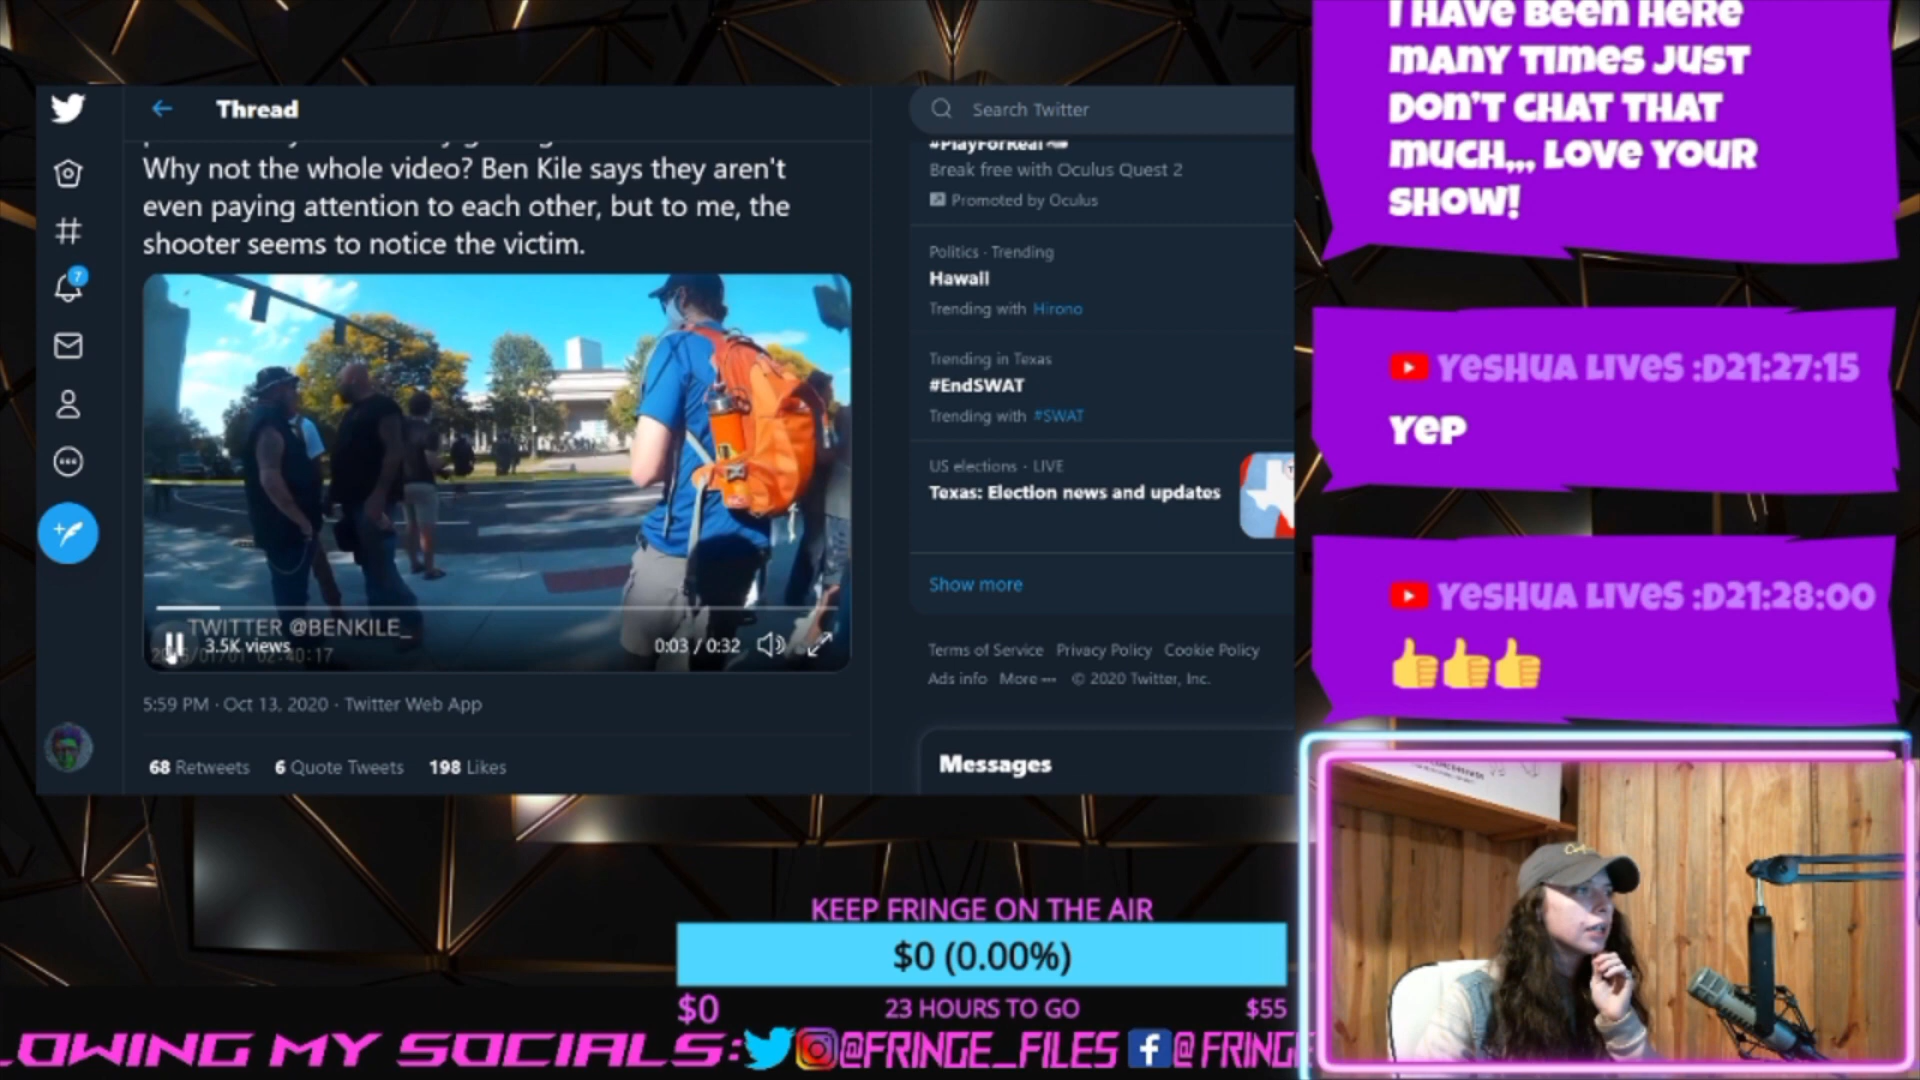 Thread
Why not the whole video? Ben Kile says they aren't
even paying attention to each other, but to me, the
shooter seems to notice the victim.
7
TWITTER @BENKILE_
3.5K views
02:40:17
0:03 / 0:32
5:59 PM · Oct 13, 2020 · Twitter Web App
68 Retweets 6 Quote Tweets 198 Likes
Search Twitter
#PlayForReal
Break free with Oculus Quest 2
Promoted by Oculus
Politics · Trending
Hawaii
Trending with Hirono
Trending in Texas
#EndSWAT
Trending with #SWAT
US elections · LIVE
Texas: Election news and updates
Show more
Terms of Service Privacy Policy Cookie Policy
Ads info More ··· © 2020 Twitter, Inc.
Messages
I HAVE BEEN HERE
MANY TIMES JUST
DON'T CHAT THAT
MUCH,,, LOVE YOUR
SHOW!
YESHUA LIVES :D21:27:15
YEP
YESHUA LIVES :D21:28:00
👍👍👍
KEEP FRINGE ON THE AIR
$0 (0.00%)
$0 23 HOURS TO GO $55
LOWING MY SOCIALS: @FRINGE_FILES @FRINGE